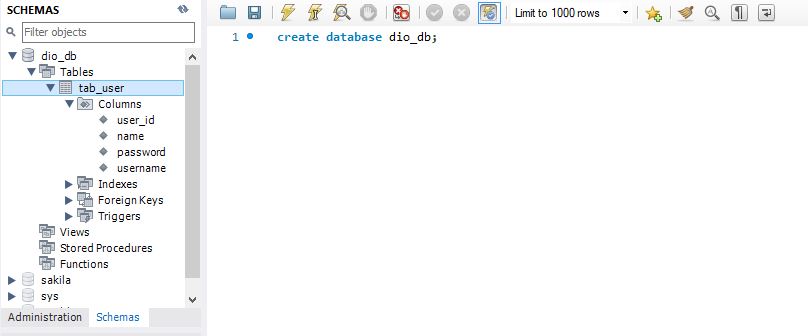 SCHEMAS
Filter objects
dio_db
Tables
tab_user
Columns
user_id
name
password
username
Indexes
Foreign Keys
Triggers
Views
Stored Procedures
Functions
sakila
sys
Administration Schemas
Limit to 1000 rows
1 create database dio_db;